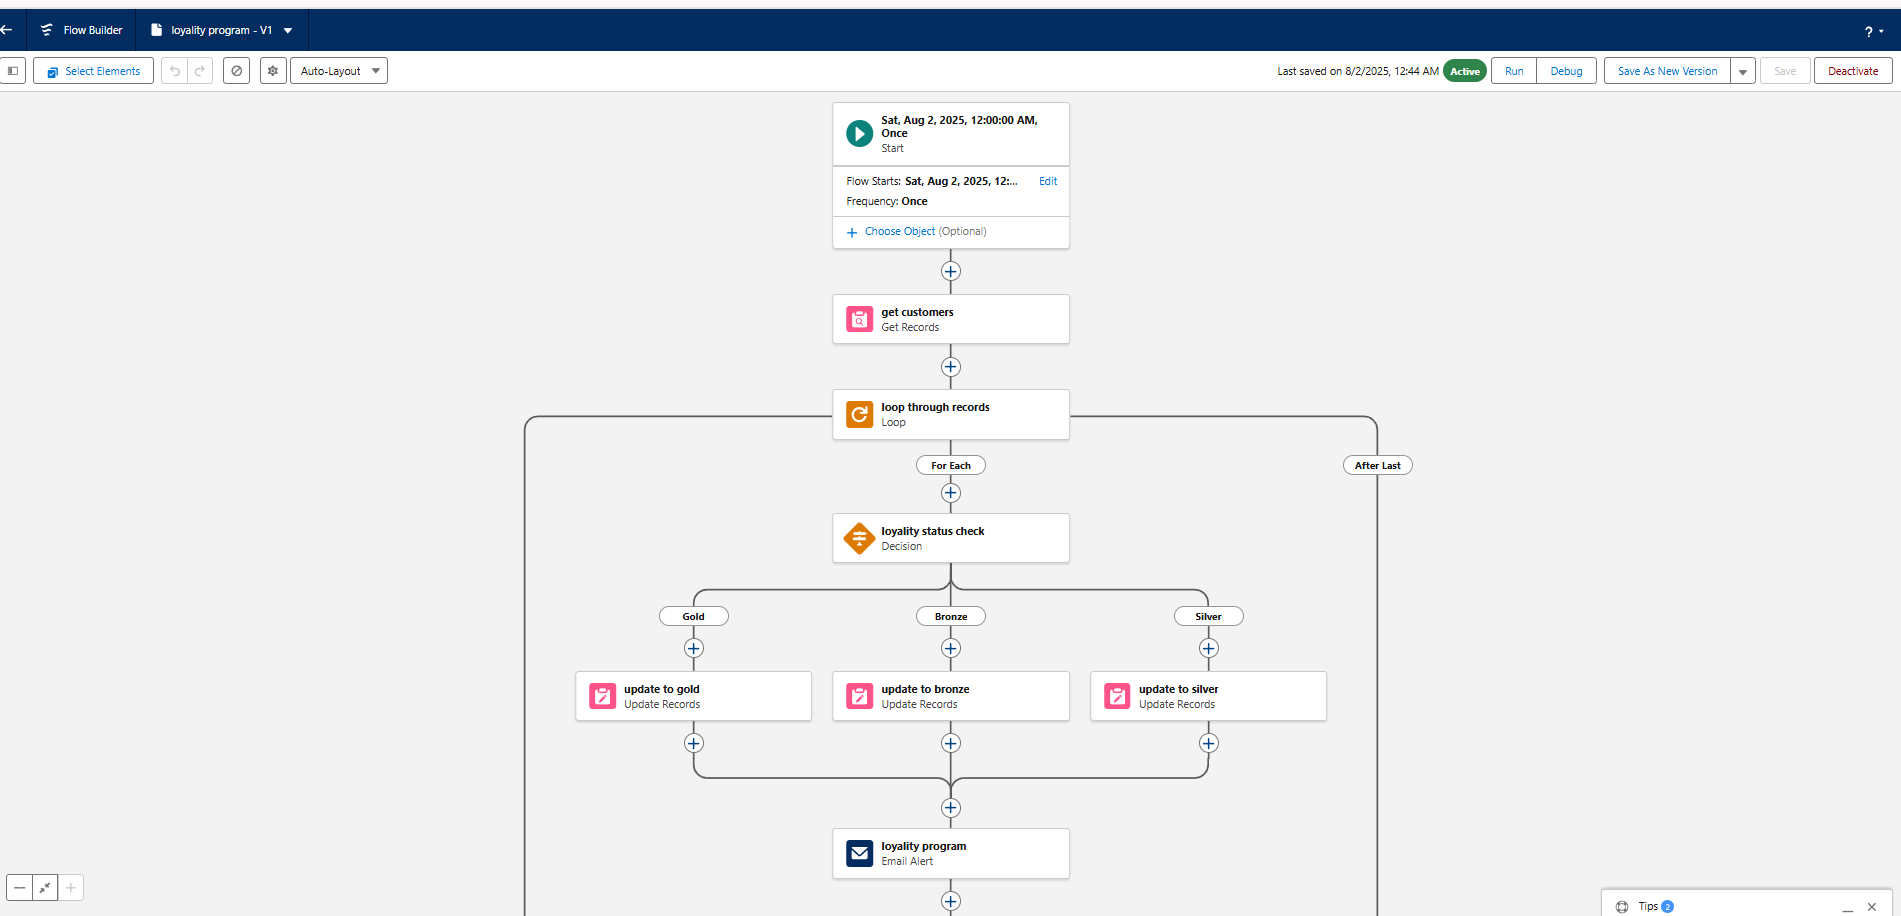 Flow Builder
loyality program - V1
?
Select Elements
Auto-Layout
Last saved on 8/2/2025, 12:44 AM
Active
Run
Debug
Save As New Version
Save
Deactivate
Sat, Aug 2, 2025, 12:00:00 AM,
Once
Start
Flow Starts: Sat, Aug 2, 2025, 12:...
Edit
Frequency: Once
Choose Object (Optional)
get customers
Get Records
loop through records
Loop
For Each
After Last
loyality status check
Decision
Gold
Bronze
Silver
update to gold
Update Records
update to bronze
Update Records
update to silver
Update Records
loyality program
Email Alert
Tips 2